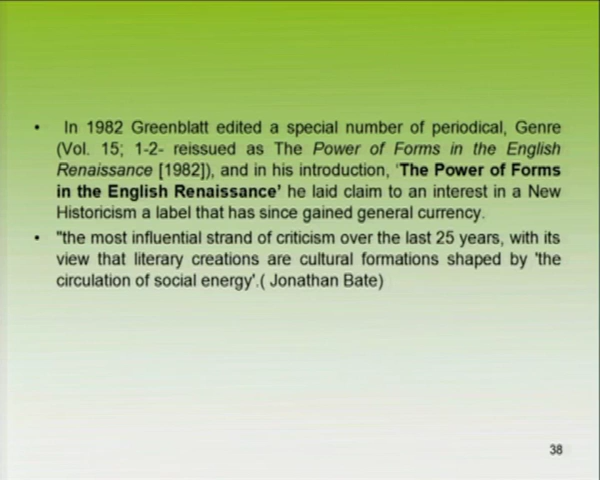 • In 1982 Greenblatt edited a special number of periodical, Genre
(Vol. 15; 1-2- reissued as The Power of Forms in the English
Renaissance [1982]), and in his introduction, 'The Power of Forms
in the English Renaissance' he laid claim to an interest in a New
Historicism a label that has since gained general currency.
• "the most influential strand of criticism over the last 25 years, with its
view that literary creations are cultural formations shaped by 'the
circulation of social energy'.( Jonathan Bate)
38